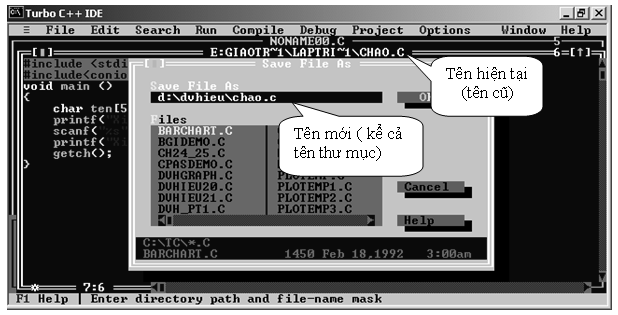 Turbo C++ IDE
≡ File Edit Search Run Compile Debug Project Options Window Help
NONAME00.C 5
[■] E:GIAOTR~1\LAPTRI~1\CHAO.C 6=[↑]
#include <stdi
#include<conio
void main ()
{
char ten[5
printf("Xi
scanf("%s"
printf("Xi
getch();
}
[■] Save File As
Save File As
d:\dvhieu\chao.c
Files
BARCHART.C
BGIDEMO.C
CH24_25.C
CPASDEMO.C
DVHGRAPH.C
DVHIEU20.C
DVHIEU21.C
DVH_PT1.C
PLOTEMP1.C
PLOTEMP2.C
PLOTEMP3.C
Cancel
Help
C:\TC\*.C
BARCHART.C 1450 Feb 18,1992 3:00am
Tên hiện tại
(tên cũ)
Tên mới ( kể cả
tên thư mục)
7:6
F1 Help | Enter directory path and file-name mask